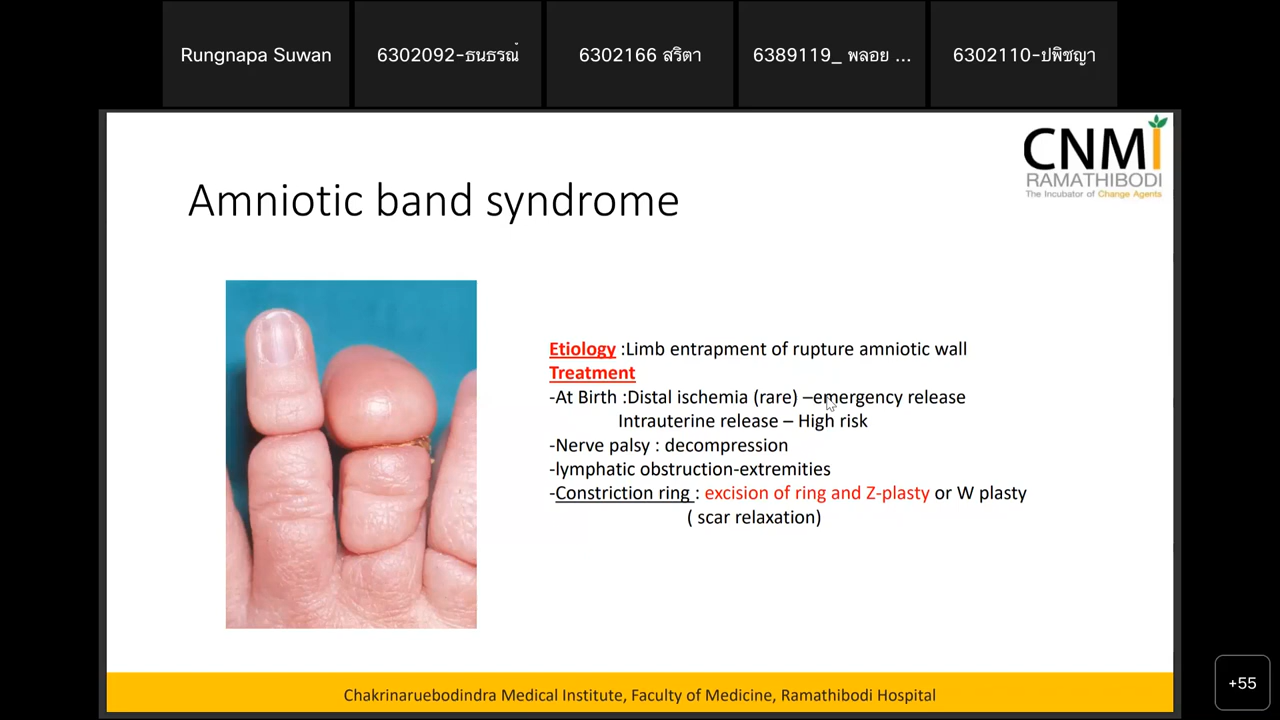 Rungnapa Suwan
6302092-ธนธรณ์
6302166 สริตา
6389119_ พลอย ...
6302110-ปพิชญา
CNMI
RAMATHIBODI
The Incubator of Change Agents
Amniotic band syndrome
Etiology :Limb entrapment of rupture amniotic wall
Treatment
-At Birth :Distal ischemia (rare) –emergency release
Intrauterine release – High risk
-Nerve palsy : decompression
-lymphatic obstruction-extremities
-Constriction ring : excision of ring and Z-plasty or W plasty
( scar relaxation)
Chakrinaruebodindra Medical Institute, Faculty of Medicine, Ramathibodi Hospital
+55